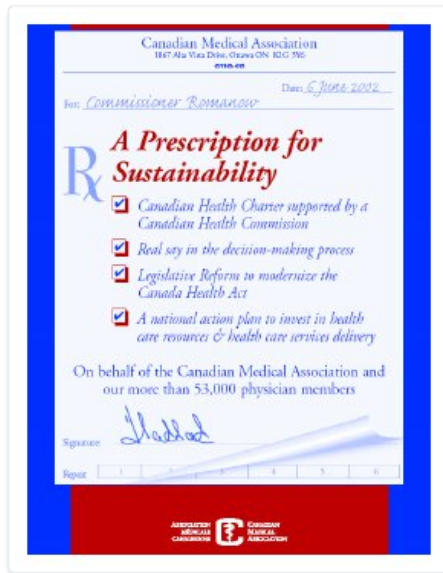 Canadian Medical Association
1867 Alta Vista Drive, Ottawa ON K1G 3Y6
cma.ca
Date: 6 June 2002
For: Commissioner Romanow
Rx
A Prescription for
Sustainability
Canadian Health Charter supported by a
Canadian Health Commission
Real say in the decision-making process
Legislative Reform to modernize the
Canada Health Act
A national action plan to invest in health
care resources & health care services delivery
On behalf of the Canadian Medical Association and
our more than 53,000 physician members
Signature Haddad
Repeat 1 2 3 4 5 6
ASSOCIATION
MÉDICALE
CANADIENNE
CANADIAN
MEDICAL
ASSOCIATION